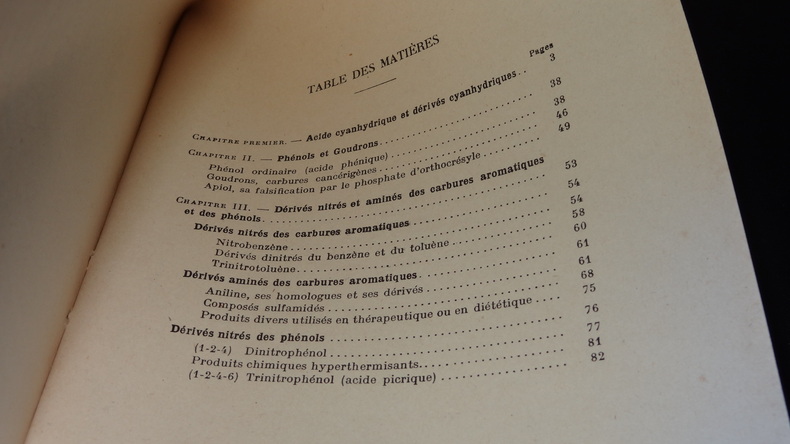 TABLE DES MATIÈRES
Pages
CHAPITRE PREMIER. — Acide cyanhydrique et dérivés cyanhydriques.. 3
CHAPITRE II. — Phénols et Goudrons. 38
Phénol ordinaire (acide phénique) 38
Goudrons, carbures cancérigènes 46
Apiol, sa falsification par le phosphate d'orthocrésyle 49
CHAPITRE III. — Dérivés nitrés et aminés des carbures aromatiques
et des phénols. 53
Dérivés nitrés des carbures aromatiques 54
Nitrobenzène 54
Dérivés dinitrés du benzène et du toluène 58
Trinitrotoluène 60
Dérivés aminés des carbures aromatiques. 61
Aniline, ses homologues et ses dérivés 61
Composés sulfamidés 68
Produits divers utilisés en thérapeutique ou en diététique 75
Dérivés nitrés des phénols 76
(1-2-4) Dinitrophénol 77
Produits chimiques hyperthermisants. 81
(1-2-4-6) Trinitrophénol (acide picrique) 82